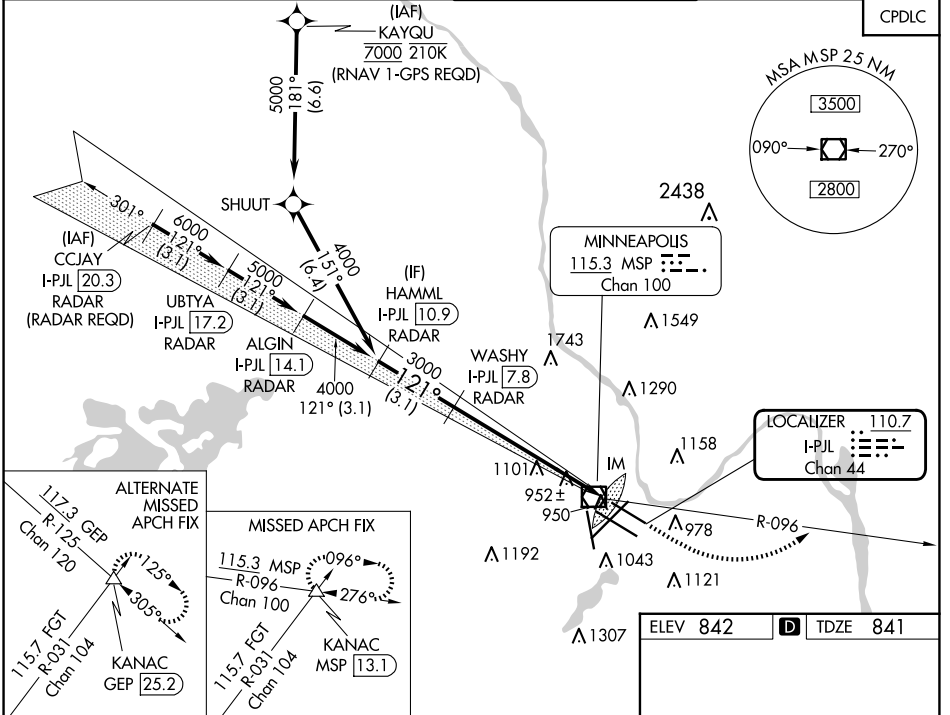 CPDLC
(IAF)
KAYQU
7000 210K
(RNAV 1-GPS REQD)
5000
181°
(6.6)
MSA MSP 25 NM
3500
090°
270°
2800
SHUUT
4000
151°
(6.4)
301°
6000
121°
(3.1)
(IAF)
CCJAY
I-PJL 20.3
RADAR
(RADAR REQD)
5000
121°
(3.1)
UBTYA
I-PJL 17.2
RADAR
ALGIN
I-PJL 14.1
RADAR
4000
121° (3.1)
(IF)
HAMML
I-PJL 10.9
RADAR
3000
121°
(3.1)
WASHY
I-PJL 7.8
RADAR
2438
MINNEAPOLIS
115.3 MSP
Chan 100
1549
1743
1290
1158
LOCALIZER 110.7
I-PJL
Chan 44
1101
IM
952±
950
978
R-096
1192
1043
1121
1307
ALTERNATE
MISSED
APCH FIX
117.3 GEP
R-125
Chan 120
125°
305°
115.7 FGT
R-031
Chan 104
KANAC
GEP 25.2
MISSED APCH FIX
115.3 MSP
R-096
Chan 100
096°
276°
115.7 FGT
R-031
Chan 104
KANAC
MSP 13.1
ELEV 842 D TDZE 841